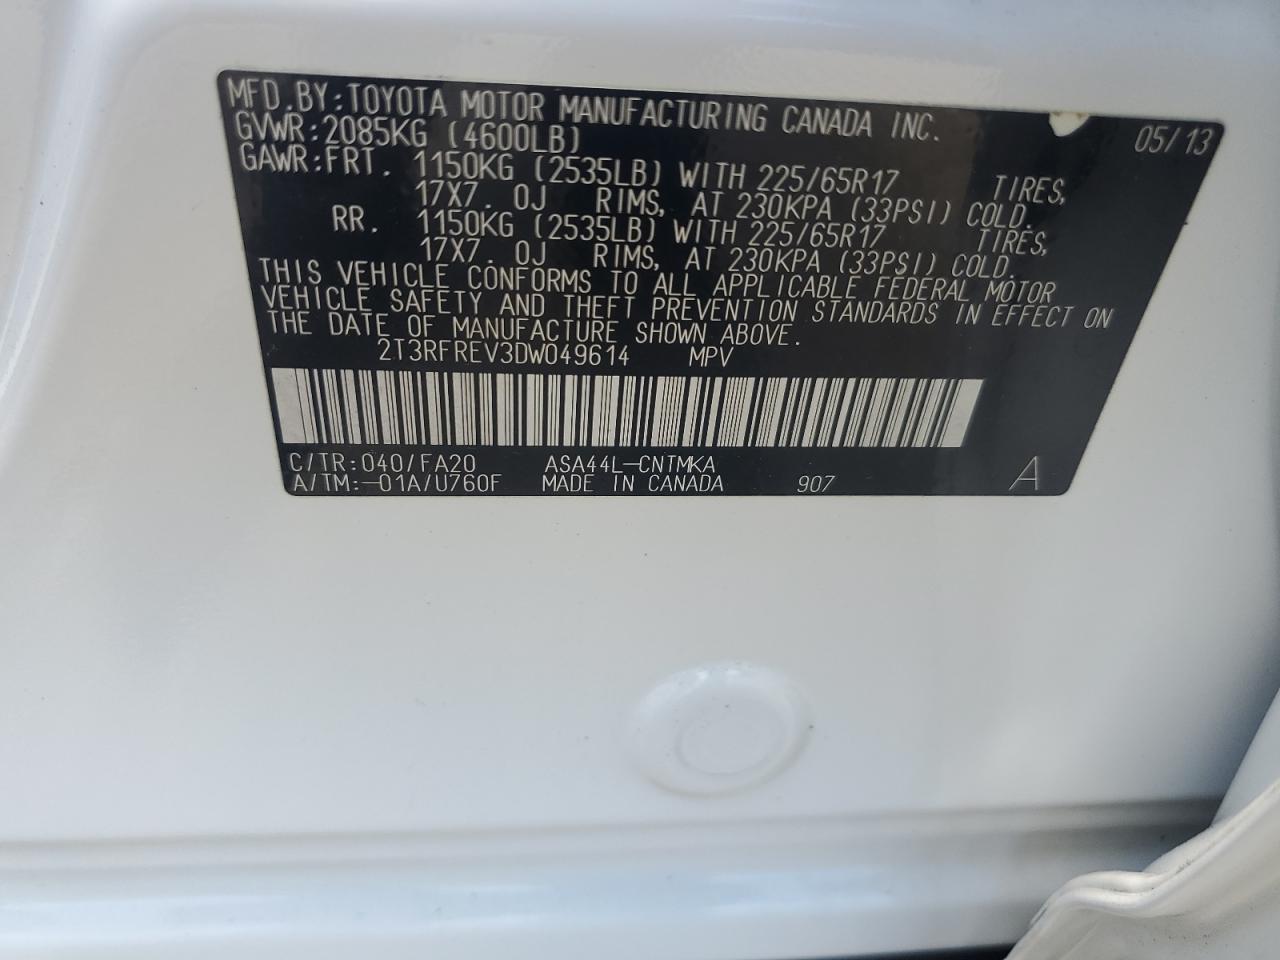 MFD.BY:TOYOTA MOTOR MANUFACTURING CANADA INC. 05/13
GVWR:2085KG (4600LB)
GAWR:FRT. 1150KG (2535LB) WITH 225/65R17 TIRES,
17X7.0J RIMS, AT 230KPA (33PSI) COLD.
RR. 1150KG (2535LB) WITH 225/65R17 TIRES,
17X7.0J RIMS, AT 230KPA (33PSI) COLD.
THIS VEHICLE CONFORMS TO ALL APPLICABLE FEDERAL MOTOR
VEHICLE SAFETY AND THEFT PREVENTION STANDARDS IN EFFECT ON
THE DATE OF MANUFACTURE SHOWN ABOVE.
2T3RFREV3DW049614 MPV
C/TR:040/FA20 ASA44L-CNTMKA
A/TM:-01A/U760F MADE IN CANADA 907 A